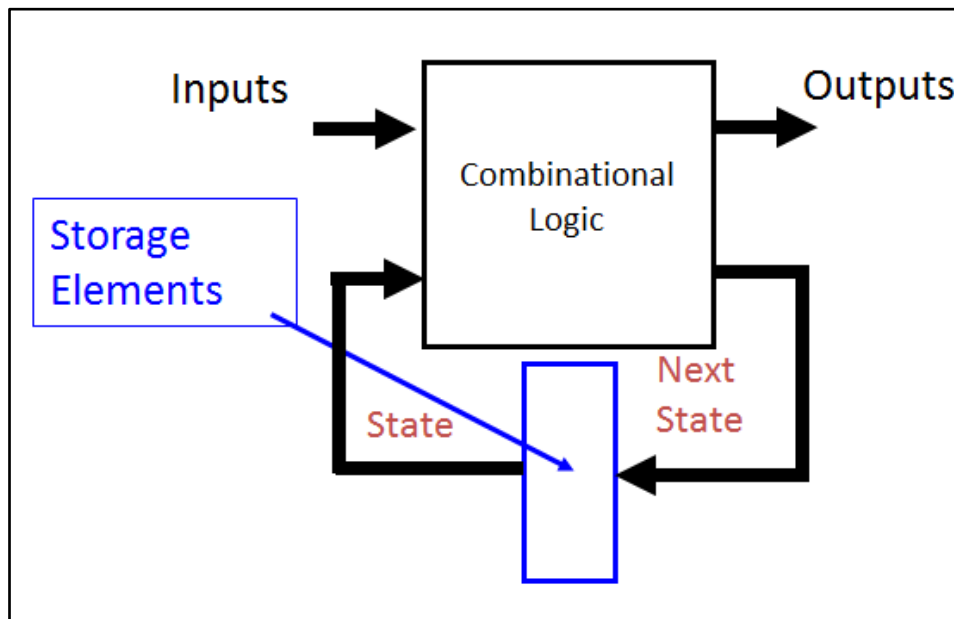 Inputs
Outputs
Combinational
Logic
Storage
Elements
Next
State
State